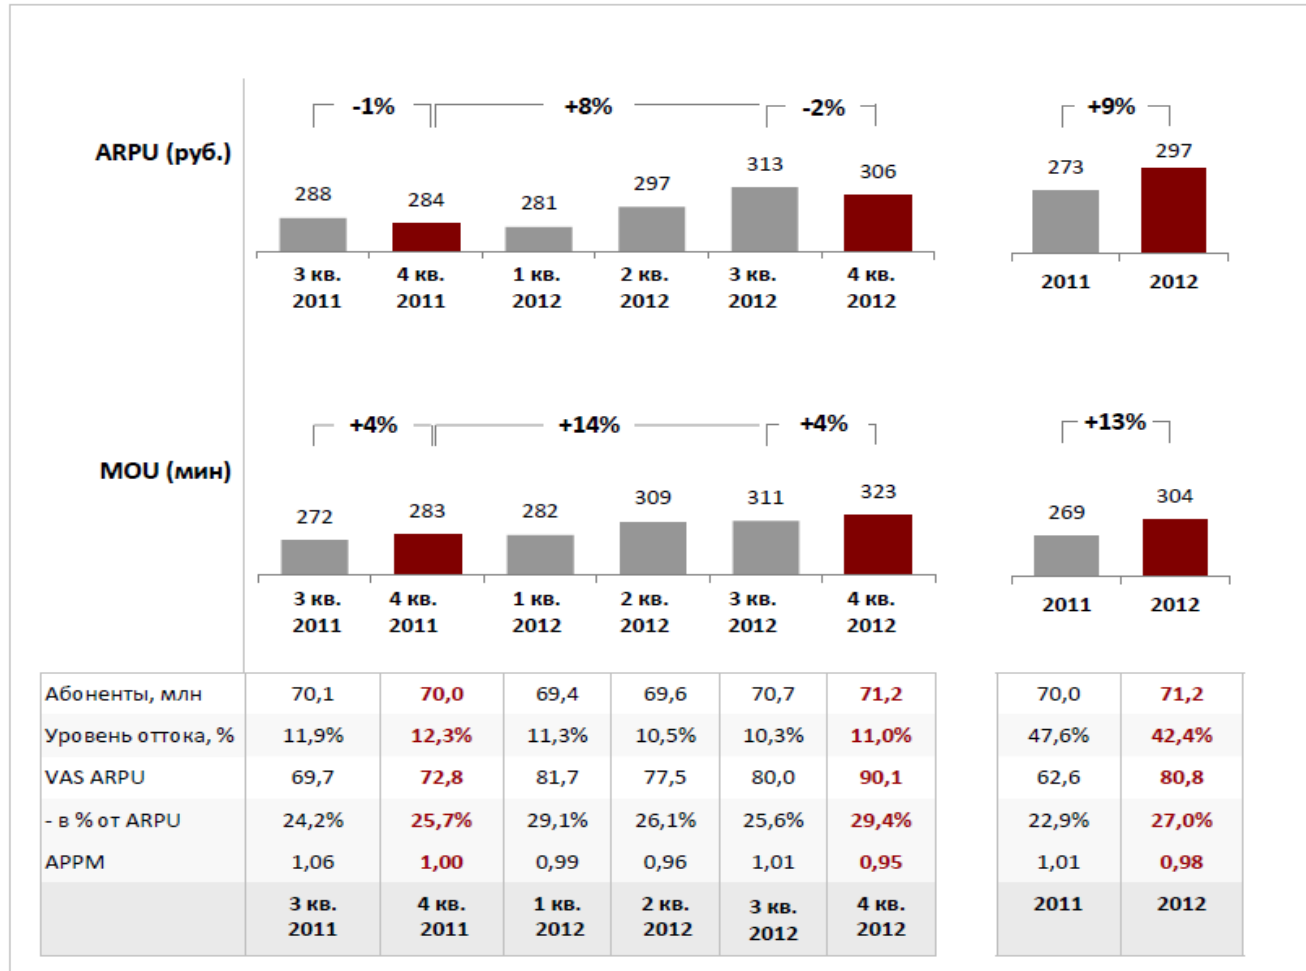 -1% +8% -2% +9%
ARPU (руб.)
288 284 281 297 313 306 273 297
3 кв. 4 кв. 1 кв. 2 кв. 3 кв. 4 кв.
2011 2011 2012 2012 2012 2012 2011 2012
+4% +14% +4% +13%
MOU (мин)
272 283 282 309 311 323 269 304
3 кв. 4 кв. 1 кв. 2 кв. 3 кв. 4 кв.
2011 2011 2012 2012 2012 2012 2011 2012
Абоненты, млн 70,1 70,0 69,4 69,6 70,7 71,2 70,0 71,2
Уровень оттока, % 11,9% 12,3% 11,3% 10,5% 10,3% 11,0% 47,6% 42,4%
VAS ARPU 69,7 72,8 81,7 77,5 80,0 90,1 62,6 80,8
- в % от ARPU 24,2% 25,7% 29,1% 26,1% 25,6% 29,4% 22,9% 27,0%
APPM 1,06 1,00 0,99 0,96 1,01 0,95 1,01 0,98
3 кв. 4 кв. 1 кв. 2 кв. 3 кв. 4 кв. 2011 2012
2011 2011 2012 2012 2012 2012